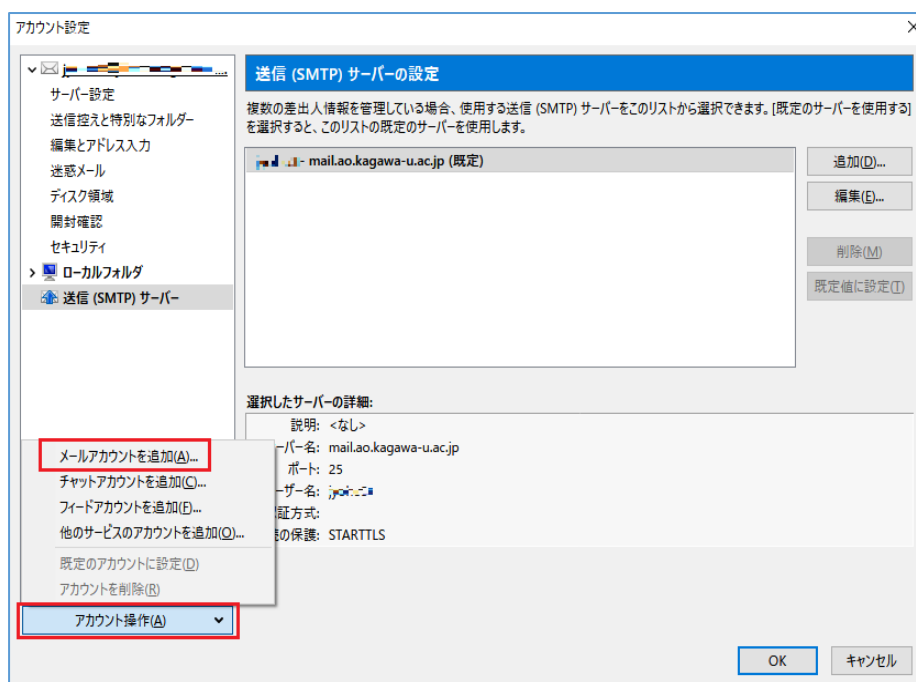 アカウント設定
サーバー設定
送信控えと特別なフォルダー
編集とアドレス入力
迷惑メール
ディスク領域
開封確認
セキュリティ
ローカルフォルダ
送信 (SMTP) サーバー
メールアカウントを追加(A)...
チャットアカウントを追加(C)...
フィードアカウントを追加(F)...
他のサービスのアカウントを追加(O)...
既定のアカウントに設定(D)
アカウントを削除(R)
アカウント操作(A)
送信 (SMTP) サーバーの設定
複数の差出人情報を管理している場合、使用する送信 (SMTP) サーバーをこのリストから選択できます。[既定のサーバーを使用する]
を選択すると、このリストの既定のサーバーを使用します。
- mail.ao.kagawa-u.ac.jp (既定)
追加(D)...
編集(E)...
削除(M)
既定値に設定(T)
選択したサーバーの詳細:
説明: <なし>
バー名: mail.ao.kagawa-u.ac.jp
ポート: 25
ーザー名:
証方式:
の保護: STARTTLS
OK
キャンセル